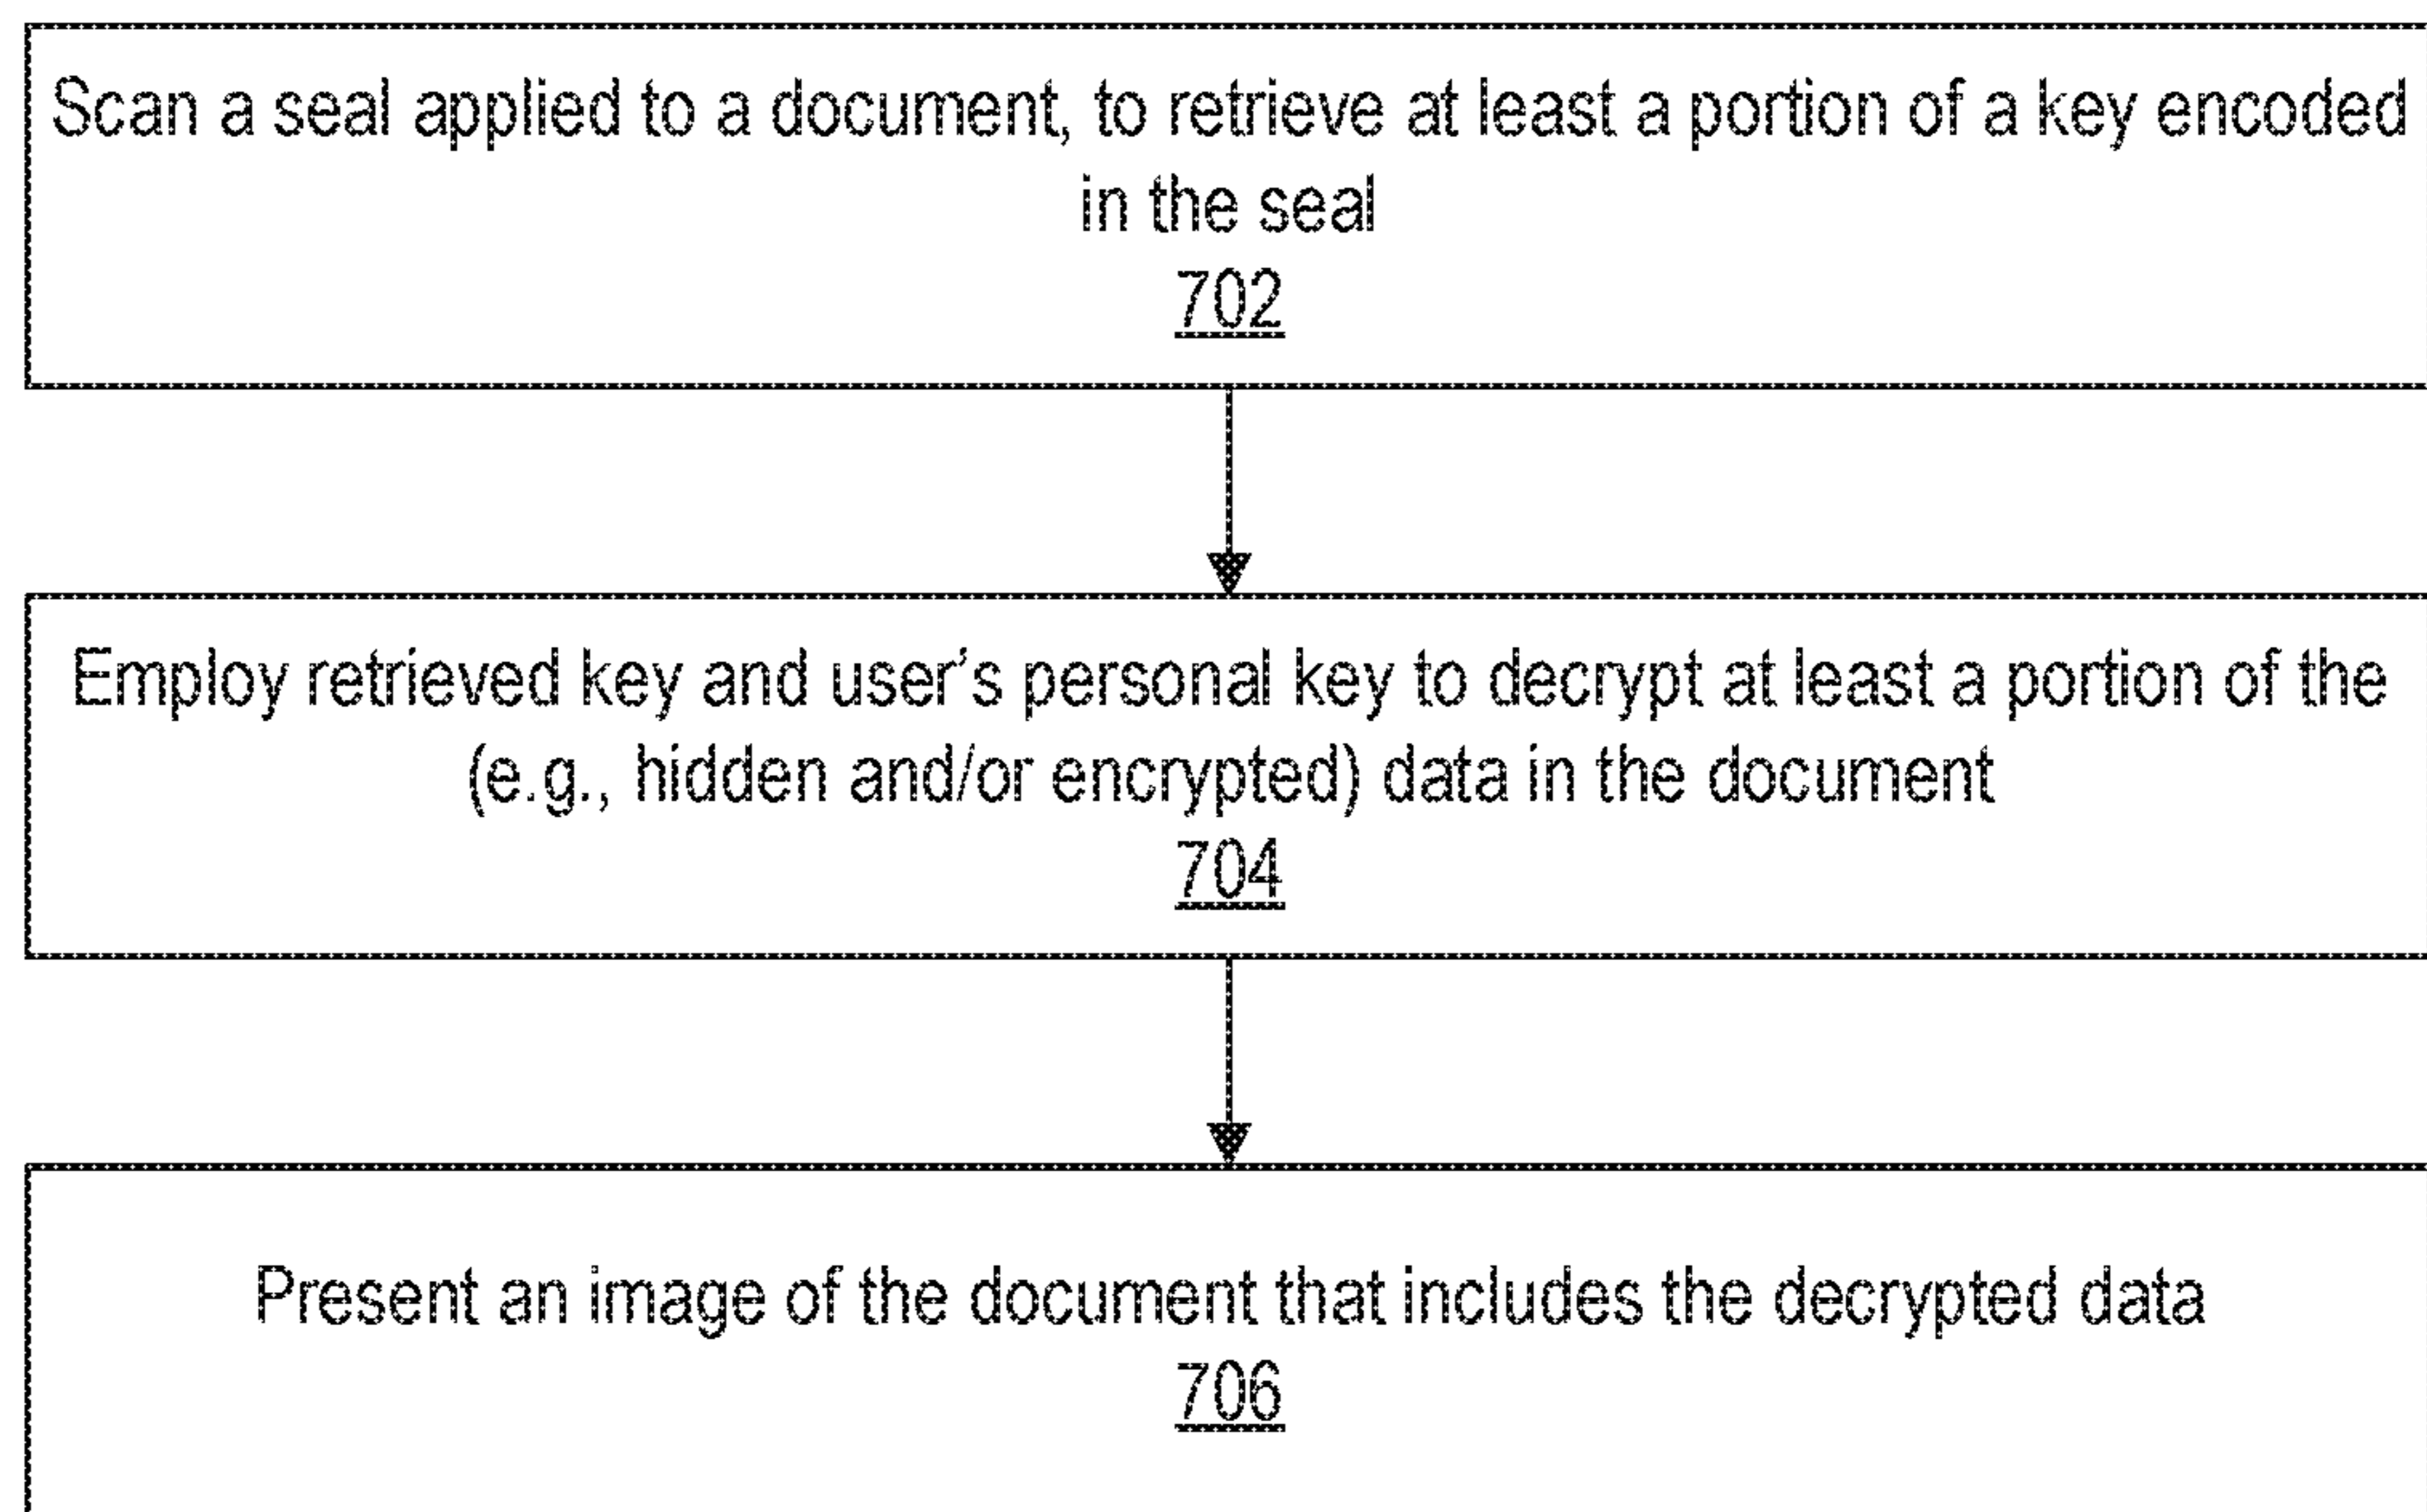 Scan a seal applied to a document, to retrieve at least a portion of a key encoded
in the seal
702
Employ retrieved key and user's personal key to decrypt at least a portion of the
(e.g., hidden and/or encrypted) data in the document
704
Present an image of the document that includes the decrypted data
706